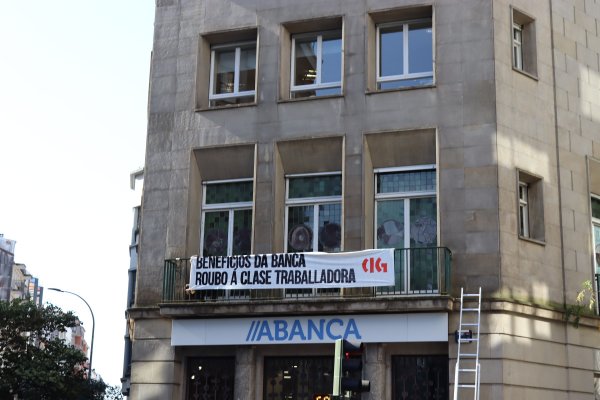 BENEFICIOS DA BANCA
ROUBO Á CLASE TRABALLADORA
CIG
//ABANCA